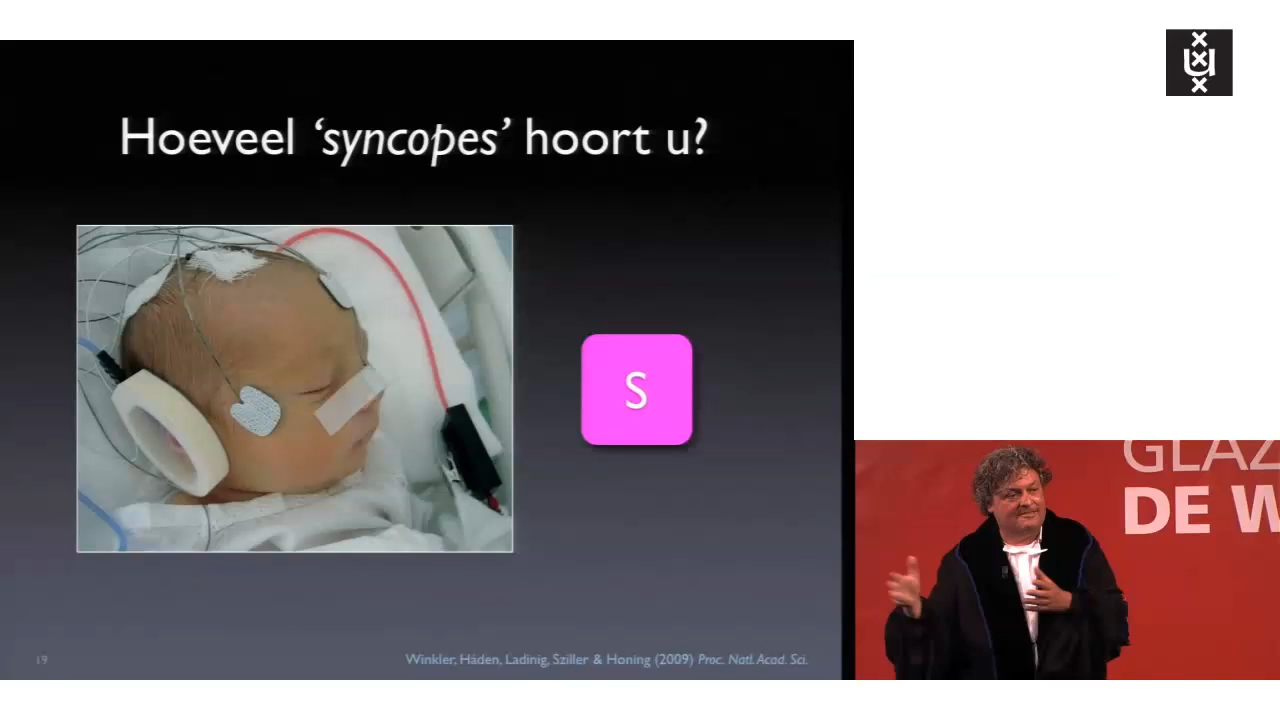 Hoeveel ‘syncopes’ hoort u?
S
19
Winkler, Háden, Ladinig, Sziller & Honing (2009) Proc. Natl. Acad. Sci.
GLAZ
DE W